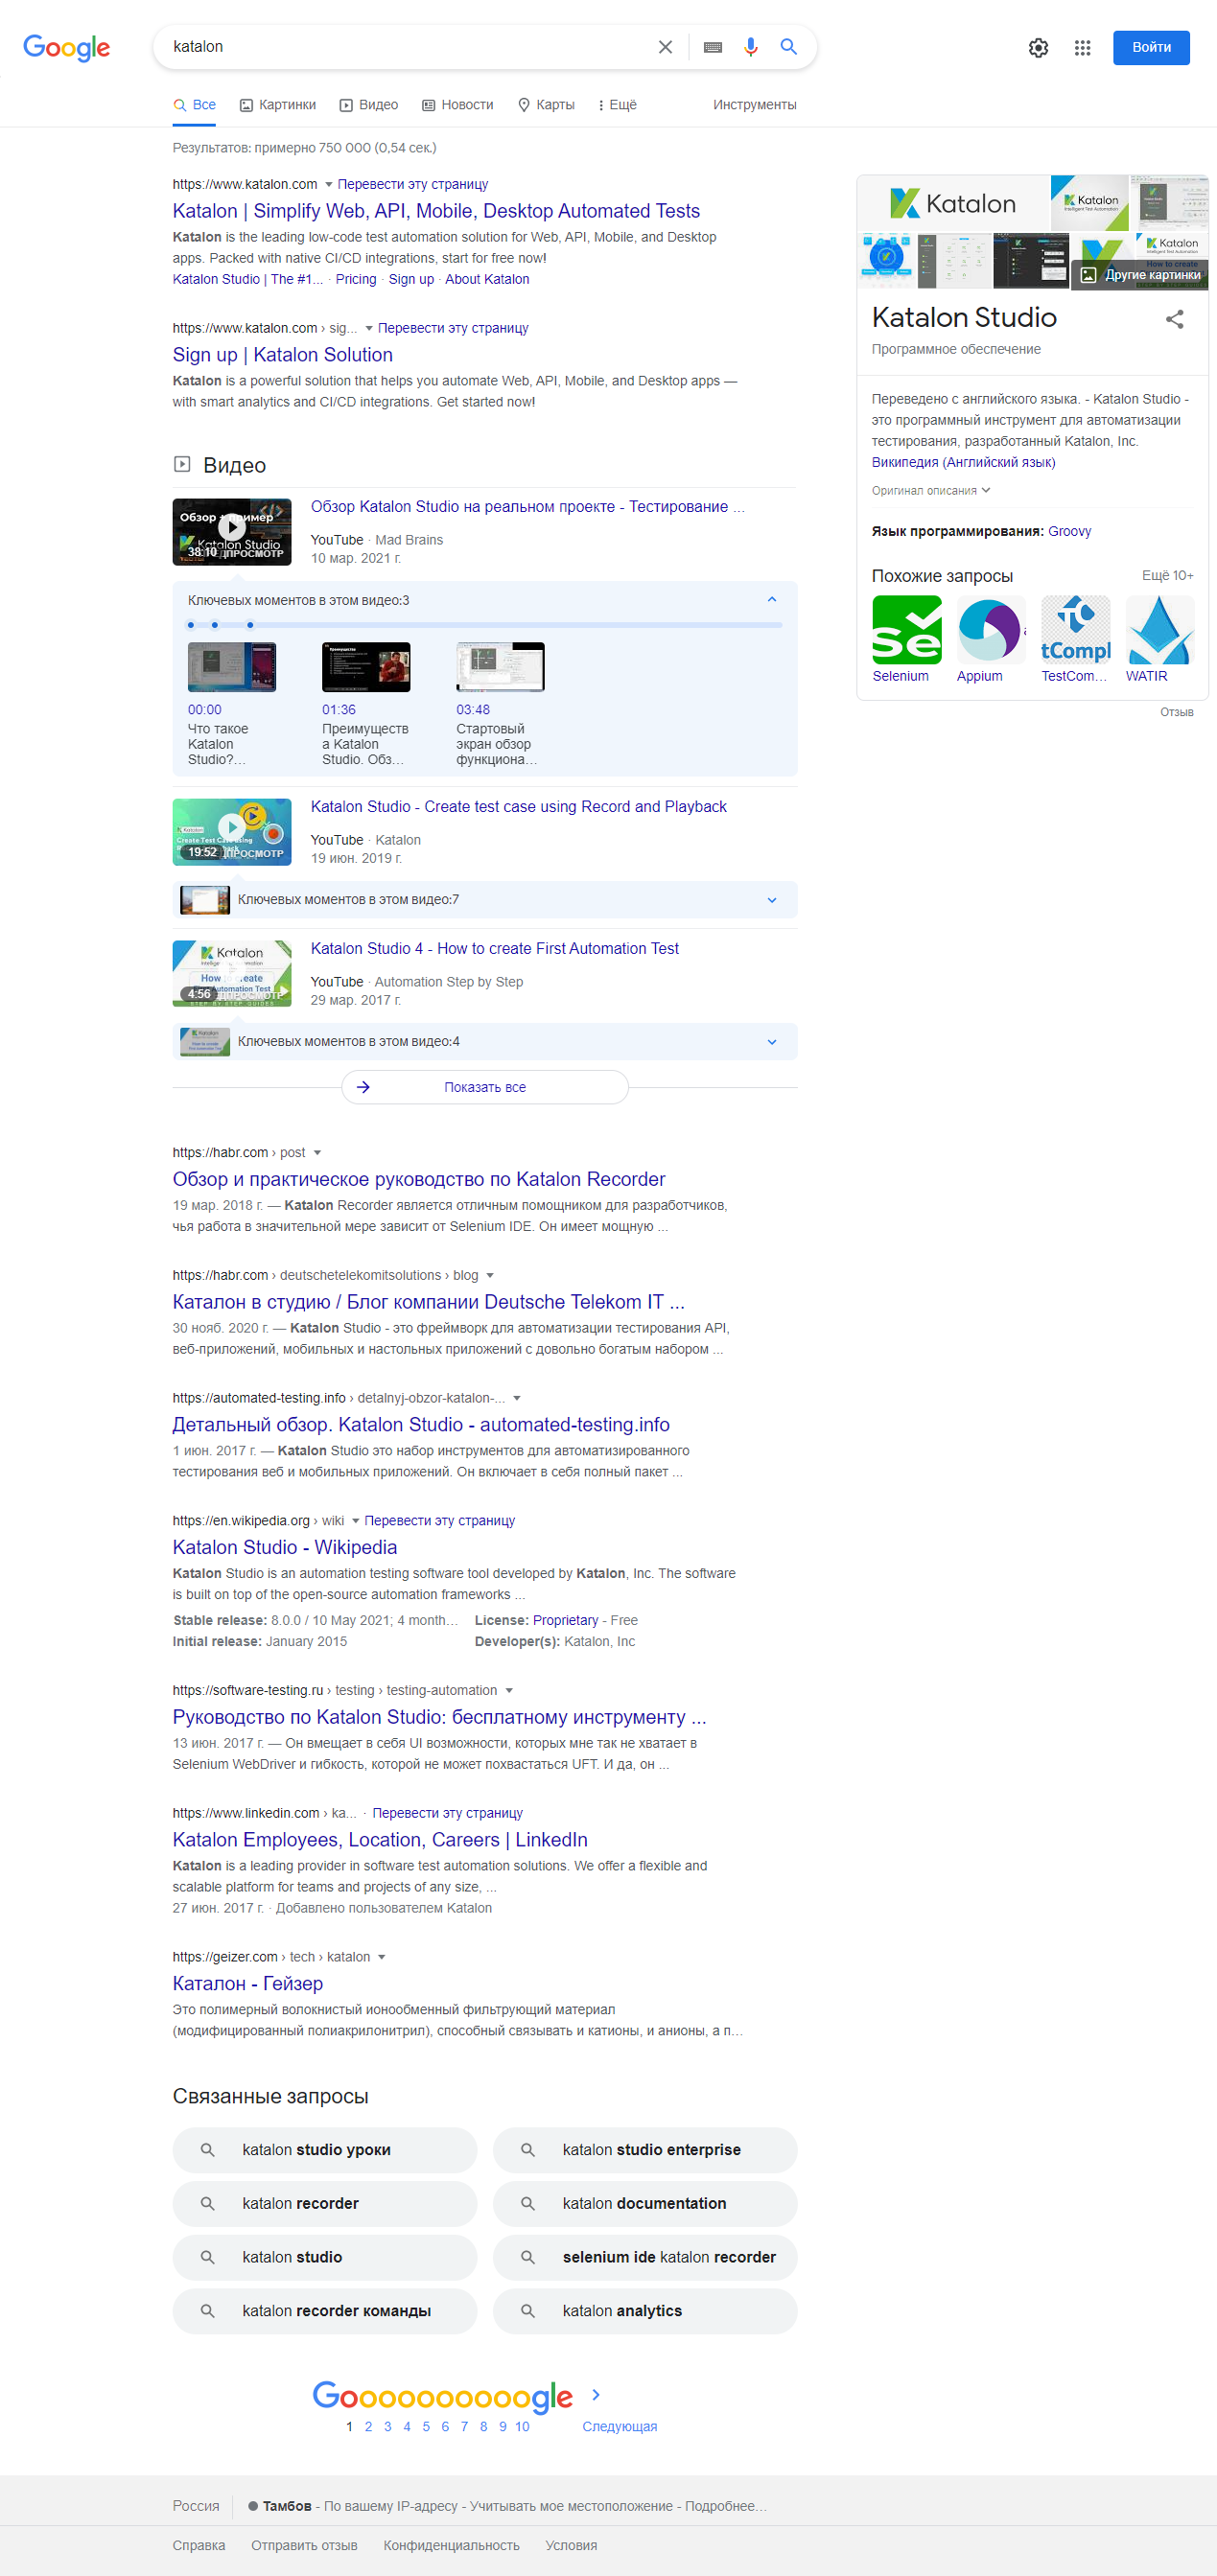 Google
katalon
Войти
Все
Картинки
Видео
Новости
Карты
Ещё
Инструменты
Результатов: примерно 750 000 (0,54 сек.)
https://www.katalon.com Перевести эту страницу
Katalon | Simplify Web, API, Mobile, Desktop Automated Tests
Katalon is the leading low-code test automation solution for Web, API, Mobile, and Desktop
apps. Packed with native CI/CD integrations, start for free now!
Katalon Studio | The #1... · Pricing · Sign up · About Katalon
https://www.katalon.com › sig... Перевести эту страницу
Sign up | Katalon Solution
Katalon is a powerful solution that helps you automate Web, API, Mobile, and Desktop apps —
with smart analytics and CI/CD integrations. Get started now!
Видео
Обзор + пример
Katalon Studio
38:10
ПРОСМОТР
Обзор Katalon Studio на реальном проекте - Тестирование ...
YouTube · Mad Brains
10 мар. 2021 г.
Ключевых моментов в этом видео:3
00:00
Что такое
Katalon
Studio?…
01:36
Преимуществ
а Katalon
Studio. Обз…
03:48
Стартовый
экран обзор
функциона…
Katalon
Create Test Case using
19:52
ПРОСМОТР
Katalon Studio - Create test case using Record and Playback
YouTube · Katalon
19 июн. 2019 г.
Ключевых моментов в этом видео:7
Katalon
4:56
ПРОСМОТР
Katalon Studio 4 - How to create First Automation Test
YouTube · Automation Step by Step
29 мар. 2017 г.
Ключевых моментов в этом видео:4
Показать все
https://habr.com › post
Обзор и практическое руководство по Katalon Recorder
19 мар. 2018 г. — Katalon Recorder является отличным помощником для разработчиков,
чья работа в значительной мере зависит от Selenium IDE. Он имеет мощную ...
https://habr.com › deutschetelekomitsolutions › blog
Каталон в студию / Блог компании Deutsche Telekom IT ...
30 нояб. 2020 г. — Katalon Studio - это фреймворк для автоматизации тестирования API,
веб-приложений, мобильных и настольных приложений с довольно богатым набором ...
https://automated-testing.info › detalnyj-obzor-katalon-...
Детальный обзор. Katalon Studio - automated-testing.info
1 июн. 2017 г. — Katalon Studio это набор инструментов для автоматизированного
тестирования веб и мобильных приложений. Он включает в себя полный пакет ...
https://en.wikipedia.org › wiki Перевести эту страницу
Katalon Studio - Wikipedia
Katalon Studio is an automation testing software tool developed by Katalon, Inc. The software
is built on top of the open-source automation frameworks ...
Stable release: 8.0.0 / 10 May 2021; 4 month…
License: Proprietary - Free
Initial release: January 2015
Developer(s): Katalon, Inc
https://software-testing.ru › testing › testing-automation
Руководство по Katalon Studio: бесплатному инструменту ...
13 июн. 2017 г. — Он вмещает в себя UI возможности, которых мне так не хватает в
Selenium WebDriver и гибкость, которой не может похвастаться UFT. И да, он ...
https://www.linkedin.com › ka... · Перевести эту страницу
Katalon Employees, Location, Careers | LinkedIn
Katalon is a leading provider in software test automation solutions. We offer a flexible and
scalable platform for teams and projects of any size, ...
27 июн. 2017 г. · Добавлено пользователем Katalon
https://geizer.com › tech › katalon
Каталон - Гейзер
Это полимерный волокнистый ионообменный фильтрующий материал
(модифицированный полиакрилонитрил), способный связывать и катионы, и анионы, а п…
Связанные запросы
katalon studio уроки
katalon studio enterprise
katalon recorder
katalon documentation
katalon studio
selenium ide katalon recorder
katalon recorder команды
katalon analytics
Goooooooooogle
1 2 3 4 5 6 7 8 9 10
Следующая
Katalon
Katalon
Katalon
Другие картинки
Katalon Studio
Программное обеспечение
Переведено с английского языка. - Katalon Studio -
это программный инструмент для автоматизации
тестирования, разработанный Katalon, Inc.
Википедия (Английский язык)
Оригинал описания
Язык программирования: Groovy
Похожие запросы
Ещё 10+
Se
tCompl
Selenium
Appium
TestCom…
WATIR
Отзыв
Россия
Тамбов - По вашему IP-адресу - Учитывать мое местоположение - Подробнее…
Справка
Отправить отзыв
Конфиденциальность
Условия